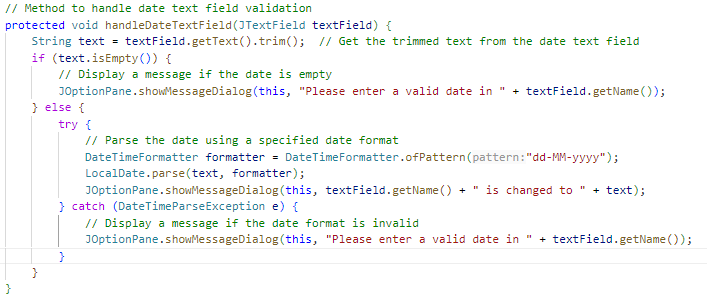 // Method to handle date text field validation
protected void handleDateTextField(JTextField textField) {
    String text = textField.getText().trim();  // Get the trimmed text from the date text field
    if (text.isEmpty()) {
        // Display a message if the date is empty
        JOptionPane.showMessageDialog(this, "Please enter a valid date in " + textField.getName());
    } else {
        try {
            // Parse the date using a specified date format
            DateTimeFormatter formatter = DateTimeFormatter.ofPattern(pattern:"dd-MM-yyyy");
            LocalDate.parse(text, formatter);
            JOptionPane.showMessageDialog(this, textField.getName() + " is changed to " + text);
        } catch (DateTimeParseException e) {
            // Display a message if the date format is invalid
            JOptionPane.showMessageDialog(this, "Please enter a valid date in " + textField.getName());
        }
    }
}